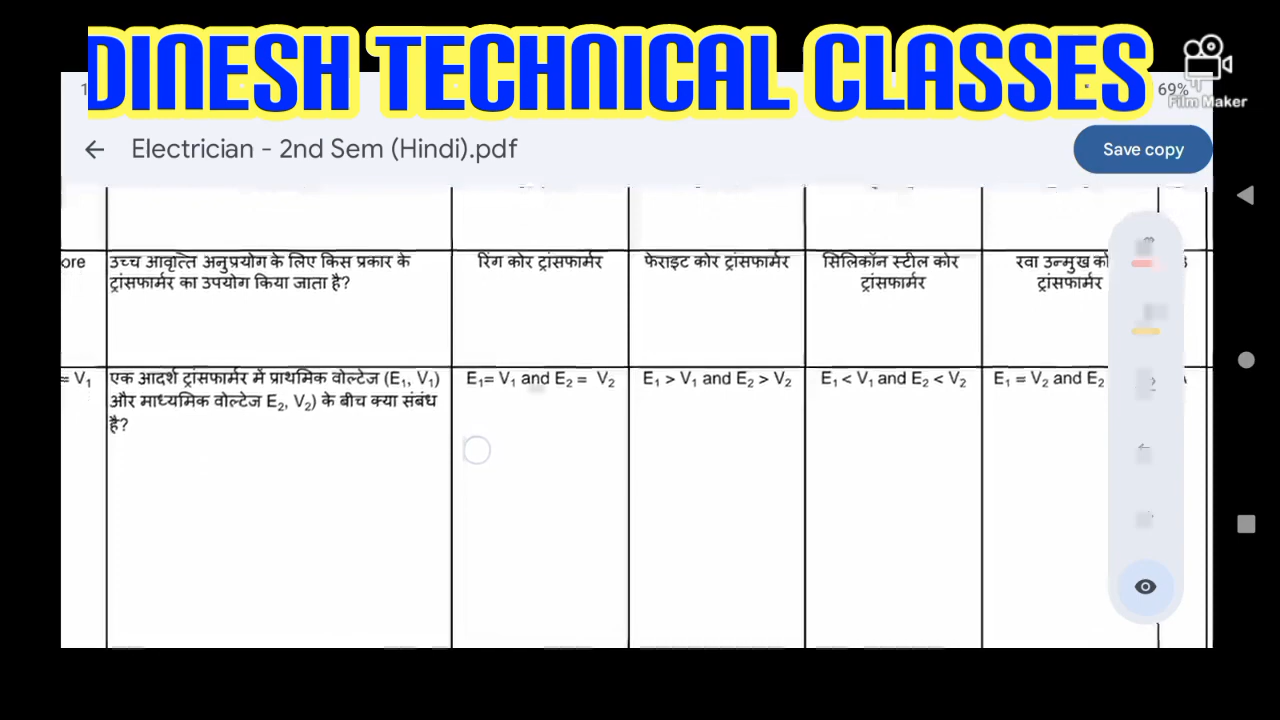 DINESH TECHNICAL CLASSES
69%
Film Maker
Electrician - 2nd Sem (Hindi).pdf
Save copy
ore
उच्च आवृत्ति अनुप्रयोग के लिए किस प्रकार के
ट्रांसफार्मर का उपयोग किया जाता है?
रिंग कोर ट्रांसफार्मर
फेराइट कोर ट्रांसफार्मर
सिलिकॉन स्टील कोर
ट्रांसफार्मर
रवा उन्मुख को
ट्रांसफार्मर
= V₁
एक आदर्श ट्रांसफार्मर में प्राथमिक वोल्टेज (E₁, V₁)
और माध्यमिक वोल्टेज E₂, V₂) के बीच क्या संबंध
है?
E₁= V₁ and E₂ = V₂
E₁ > V₁ and E₂ > V₂
E₁ < V₁ and E₂ < V₂
E₁ = V₂ and E₂